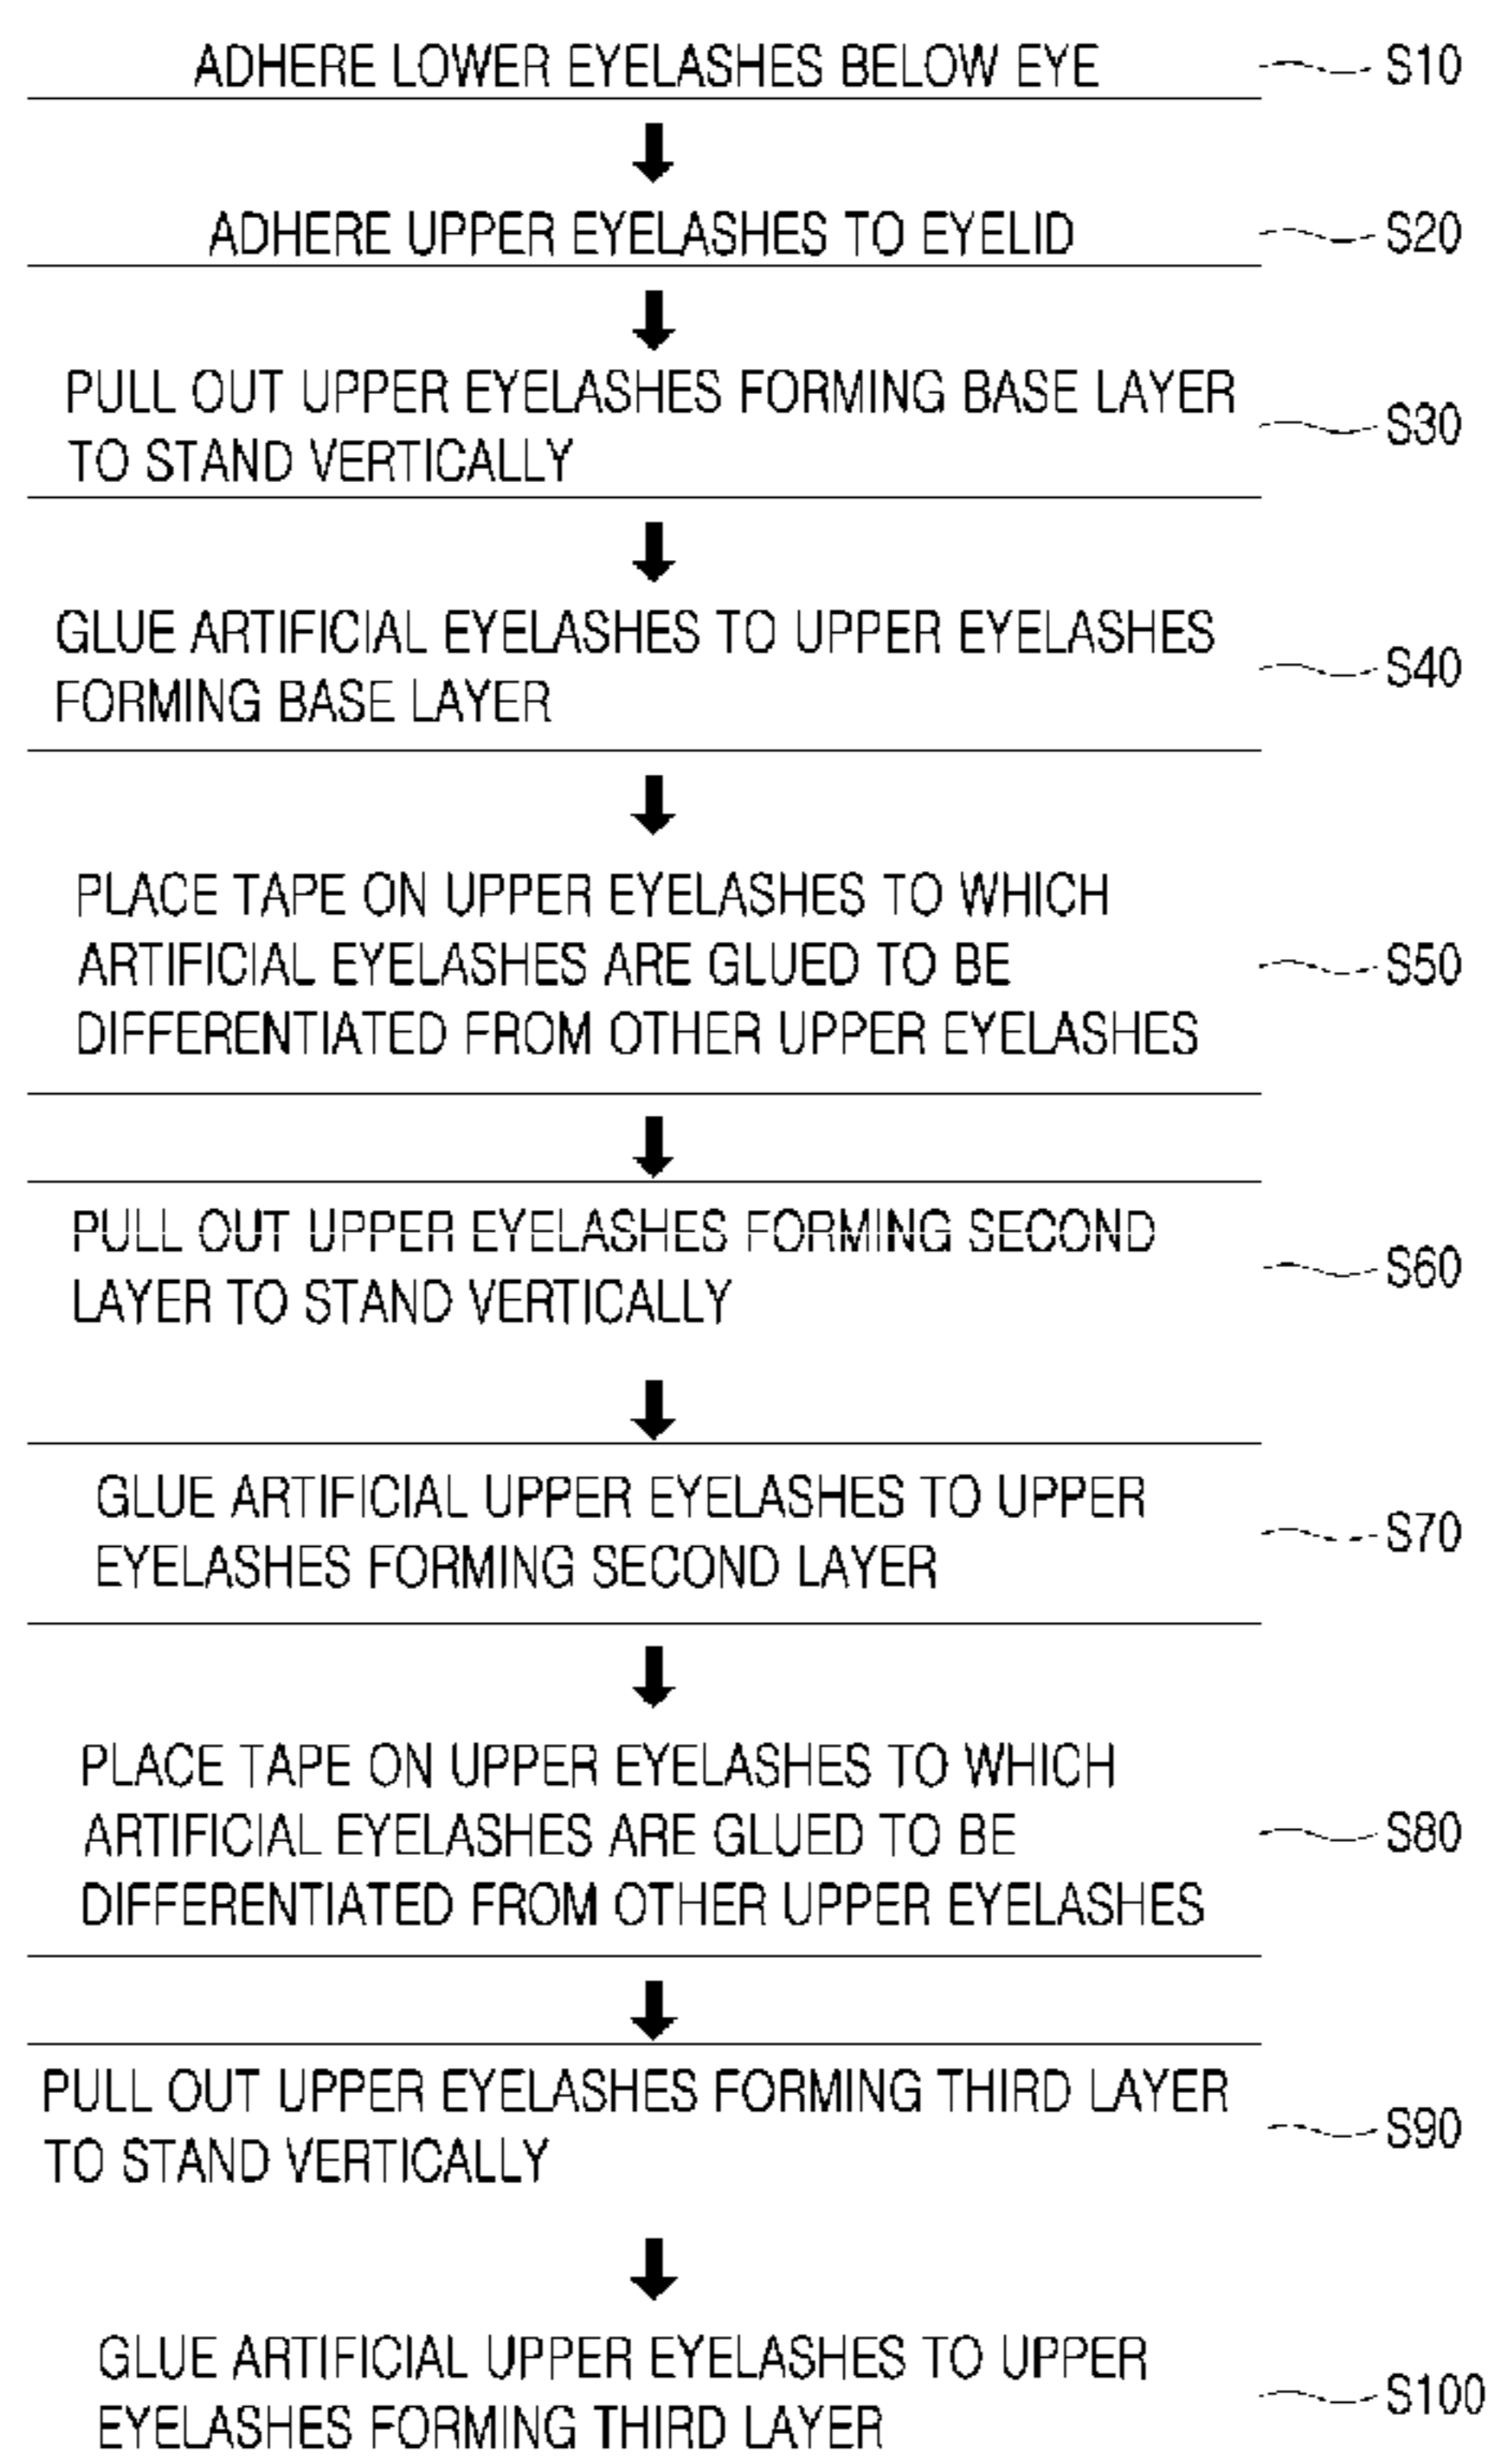 ADHERE LOWER EYELASHES BELOW EYE S10
ADHERE UPPER EYELASHES TO EYELID S20
PULL OUT UPPER EYELASHES FORMING BASE LAYER
TO STAND VERTICALLY
S30
GLUE ARTIFICIAL EYELASHES TO UPPER EYELASHES
FORMING BASE LAYER
S40
PLACE TAPE ON UPPER EYELASHES TO WHICH
ARTIFICIAL EYELASHES ARE GLUED TO BE
DIFFERENTIATED FROM OTHER UPPER EYELASHES
S50
PULL OUT UPPER EYELASHES FORMING SECOND
LAYER TO STAND VERTICALLY
S60
GLUE ARTIFICIAL UPPER EYELASHES TO UPPER
EYELASHES FORMING SECOND LAYER
S70
PLACE TAPE ON UPPER EYELASHES TO WHICH
ARTIFICIAL EYELASHES ARE GLUED TO BE
DIFFERENTIATED FROM OTHER UPPER EYELASHES
S80
PULL OUT UPPER EYELASHES FORMING THIRD LAYER
TO STAND VERTICALLY
S90
GLUE ARTIFICIAL UPPER EYELASHES TO UPPER
EYELASHES FORMING THIRD LAYER
S100